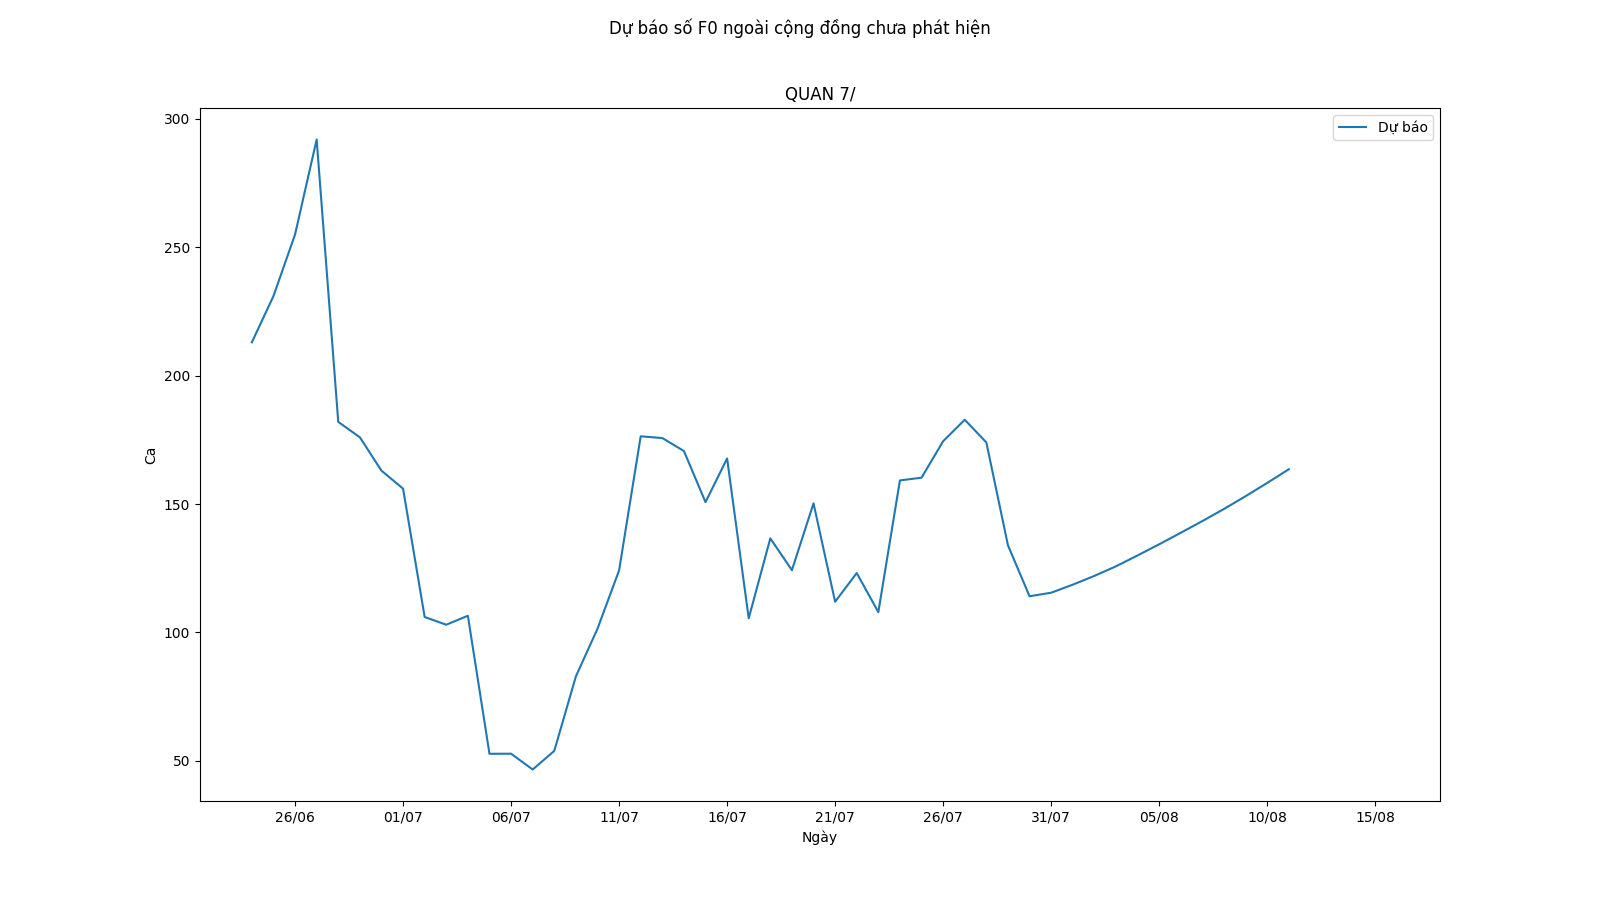 Dự báo số F0 ngoài cộng đồng chưa phát hiện
QUAN 7/
Dự báo
300
250
200
150
100
50
Ca
26/06 01/07 06/07 11/07 16/07 21/07 26/07 31/07 05/08 10/08 15/08
Ngày